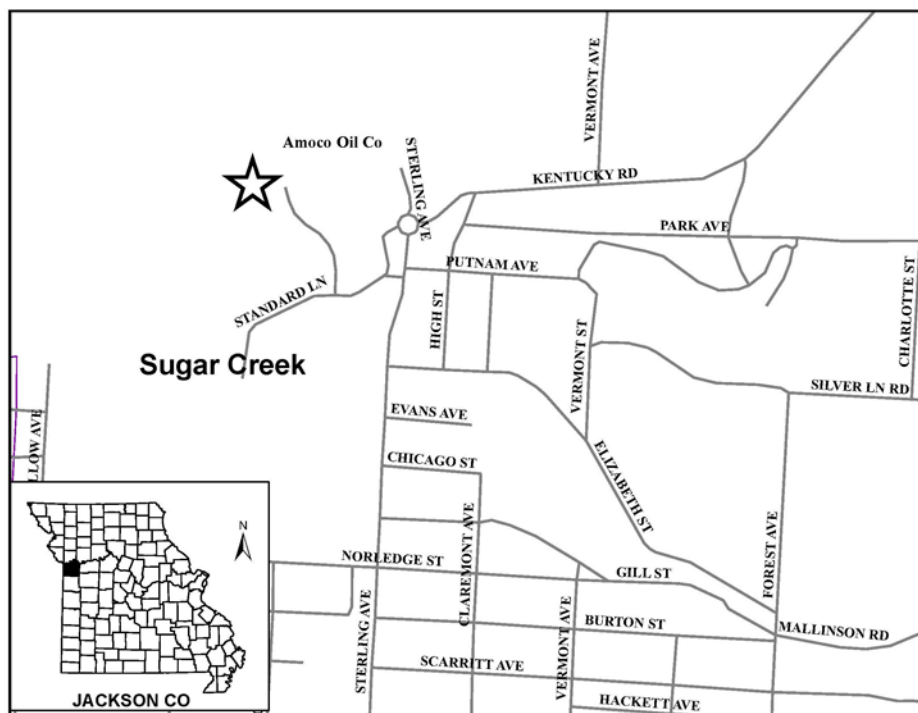 VERMONT AVE
Amoco Oil Co
STERLING AVE
KENTUCKY RD
PARK AVE
PUTNAM AVE
CHARLOTTE ST
STANDARD LN
HIGH ST
VERMONT ST
Sugar Creek
SILVER LN RD
EVANS AVE
LLOW AVE
ELIZABETH ST
CHICAGO ST
CLAREMONT AVE
FOREST AVE
N
NORLEDGE ST
GILL ST
STERLING AVE
VERMONT AVE
BURTON ST
MALLINSON RD
SCARRITT AVE
JACKSON CO
HACKETT AVE